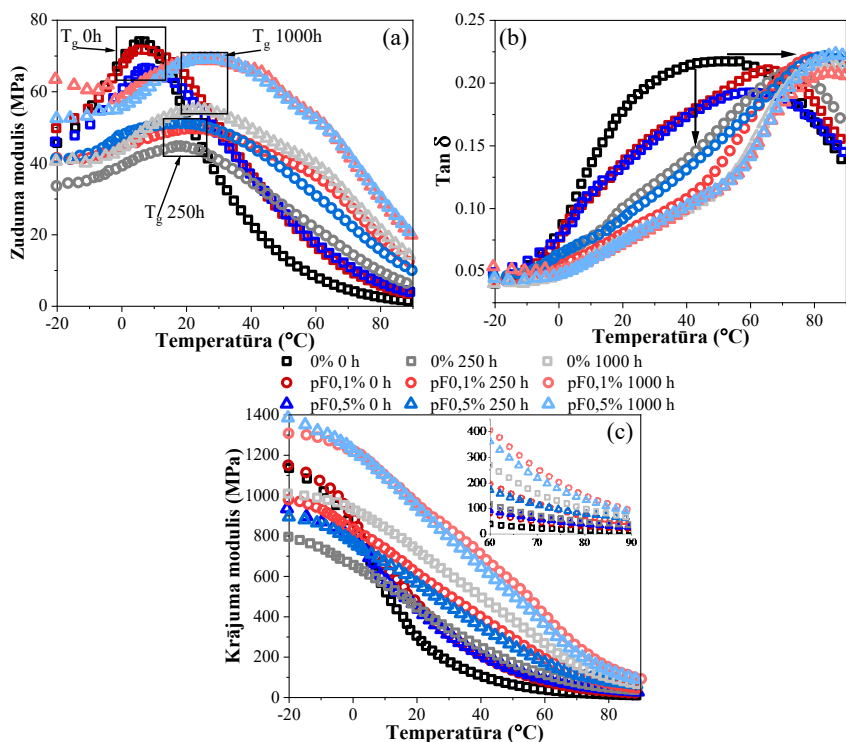 T_g 0h
T_g 1000h
(a)
T_g 250h
Zuduma modulis (MPa)
80
60
40
20
0
-20 0 20 40 60 80
Temperatūra (°C)
(b)
Tan δ
0.25
0.20
0.15
0.10
0.05
-20 0 20 40 60 80
Temperatūra (°C)
0% 0 h
0% 250 h
0% 1000 h
pF0,1% 0 h
pF0,1% 250 h
pF0,1% 1000 h
pF0,5% 0 h
pF0,5% 250 h
pF0,5% 1000 h
(c)
Krājuma modulis (MPa)
1400
1200
1000
800
600
400
200
0
-20 0 20 40 60 80
Temperatūra (°C)
400
300
200
100
0
60 70 80 90